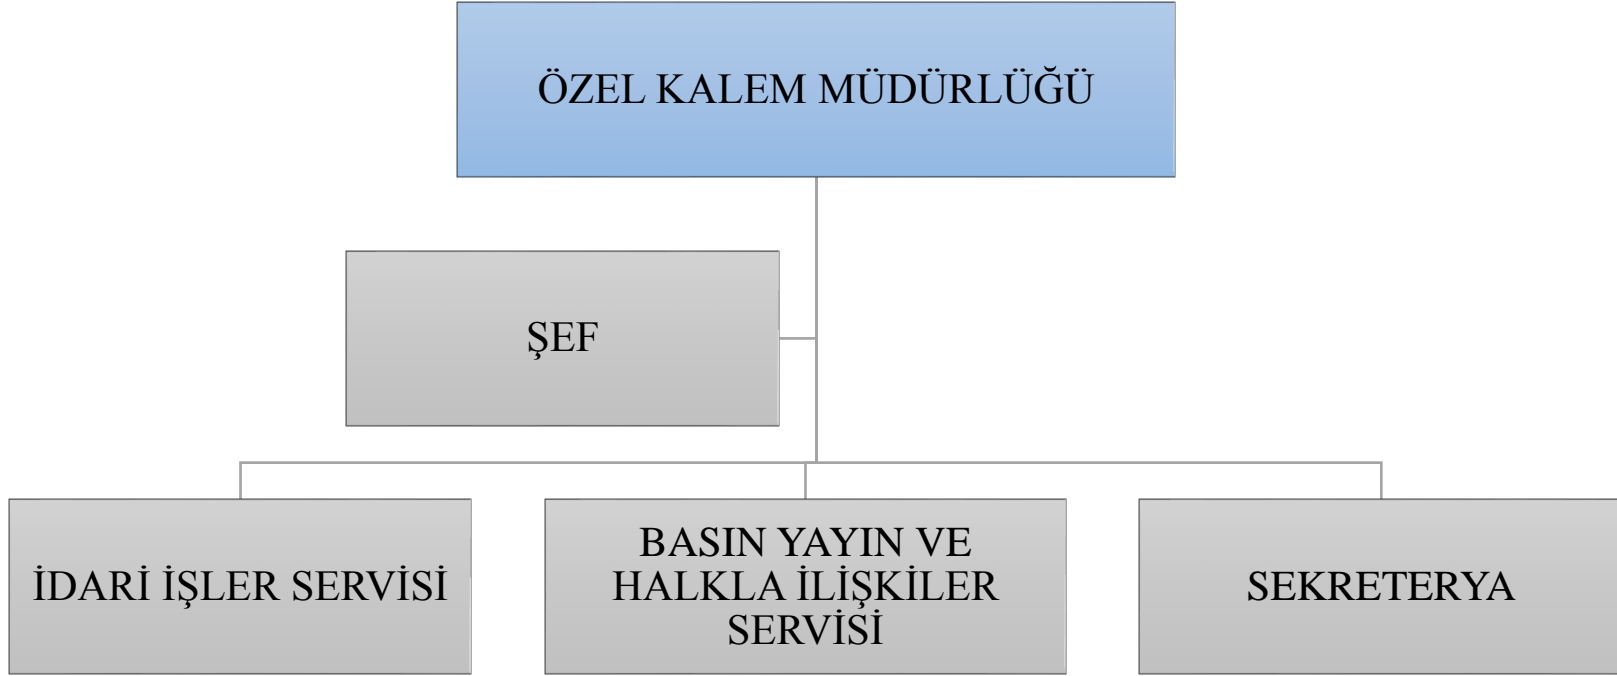 ÖZEL KALEM MÜDÜRLÜĞÜ
ŞEF
İDARİ İŞLER SERVİSİ
BASIN YAYIN VE
HALKLA İLİŞKİLER
SERVİSİ
SEKRETERYA